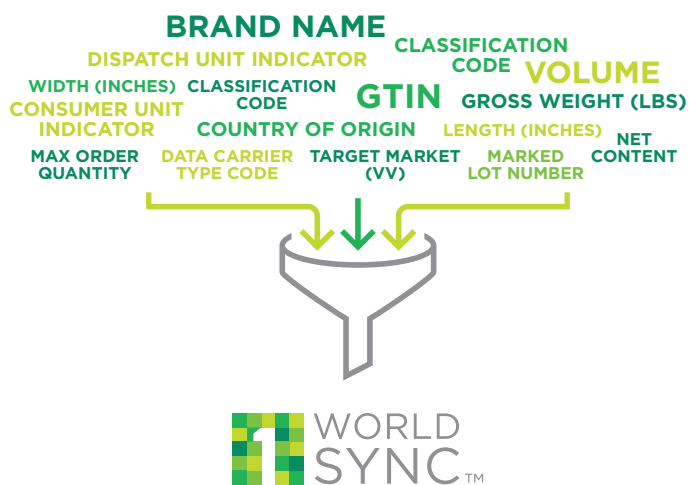 BRAND NAME
DISPATCH UNIT INDICATOR
CLASSIFICATION
CODE
VOLUME
WIDTH (INCHES)
CLASSIFICATION
CODE
GTIN
GROSS WEIGHT (LBS)
CONSUMER UNIT
INDICATOR
COUNTRY OF ORIGIN
LENGTH (INCHES)
NET
CONTENT
MAX ORDER
QUANTITY
DATA CARRIER
TYPE CODE
TARGET MARKET
(VV)
MARKED
LOT NUMBER
1
WORLD
SYNC™